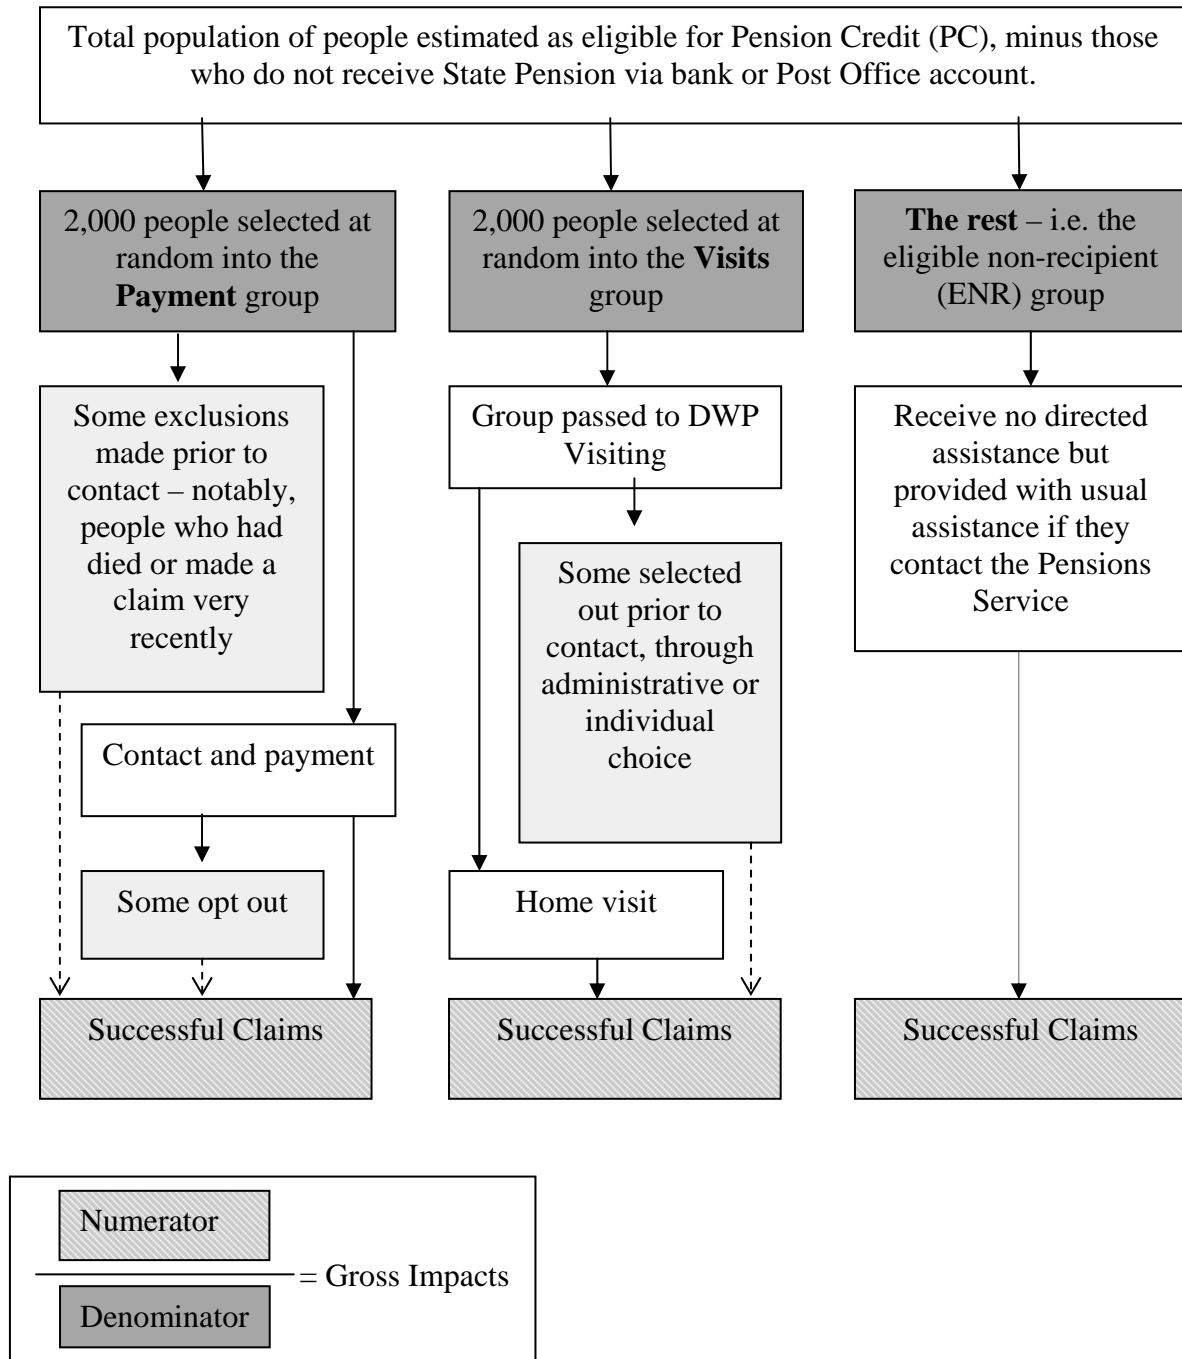 Total population of people estimated as eligible for Pension Credit (PC), minus those
who do not receive State Pension via bank or Post Office account.
2,000 people selected at
random into the
Payment group
2,000 people selected at
random into the Visits
group
The rest – i.e. the
eligible non-recipient
(ENR) group
Some exclusions
made prior to
contact – notably,
people who had
died or made a
claim very
recently
Group passed to DWP
Visiting
Receive no directed
assistance but
provided with usual
assistance if they
contact the Pensions
Service
Some selected
out prior to
contact, through
administrative or
individual
choice
Contact and payment
Some opt out
Home visit
Successful Claims
Successful Claims
Successful Claims
Numerator
= Gross Impacts
Denominator